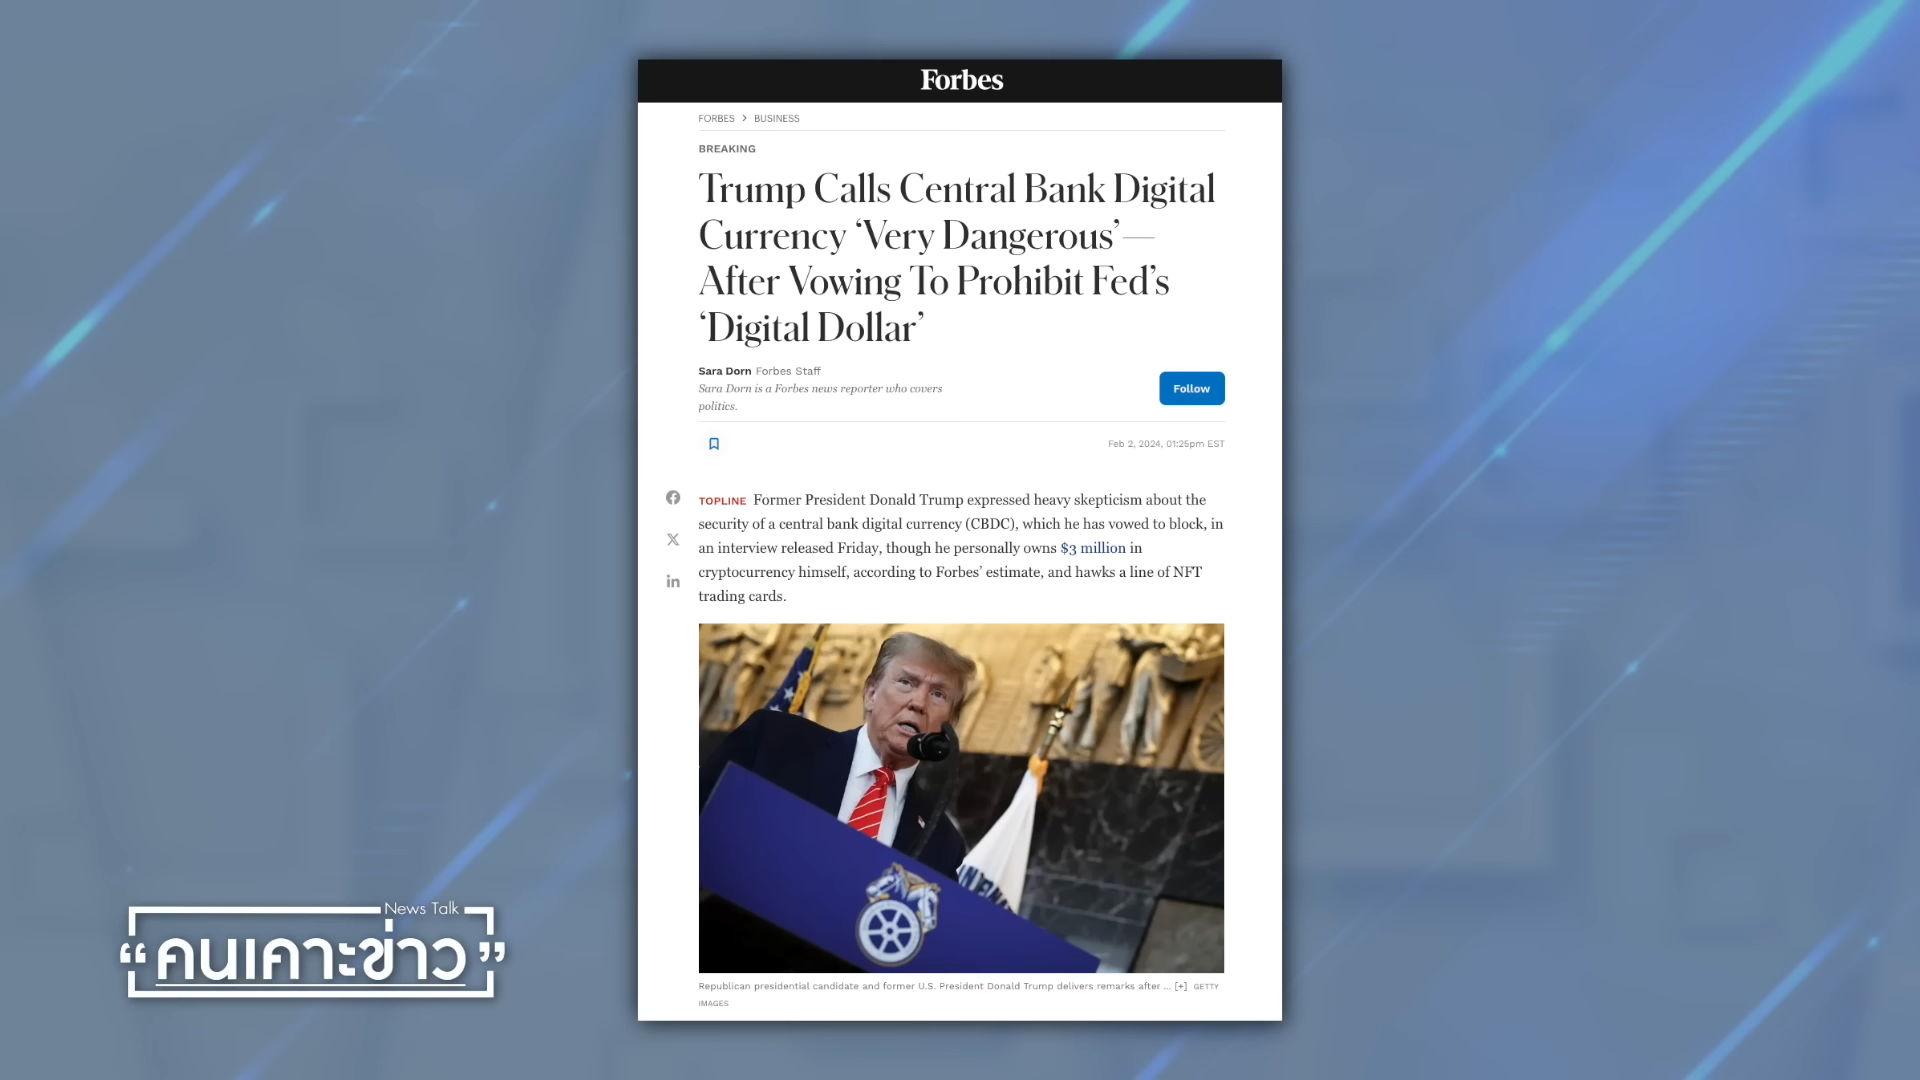 Forbes
FORBES > BUSINESS
BREAKING
Trump Calls Central Bank Digital
Currency ‘Very Dangerous’—
After Vowing To Prohibit Fed’s
‘Digital Dollar’
Sara Dorn Forbes Staff
Sara Dorn is a Forbes news reporter who covers
politics.
Follow
Feb 2, 2024, 01:25pm EST
TOPLINE Former President Donald Trump expressed heavy skepticism about the
security of a central bank digital currency (CBDC), which he has vowed to block, in
an interview released Friday, though he personally owns $3 million in
cryptocurrency himself, according to Forbes’ estimate, and hawks a line of NFT
trading cards.
Republican presidential candidate and former U.S. President Donald Trump delivers remarks after ... [+] GETTY
IMAGES
News Talk
“คนเคาะข่าว”